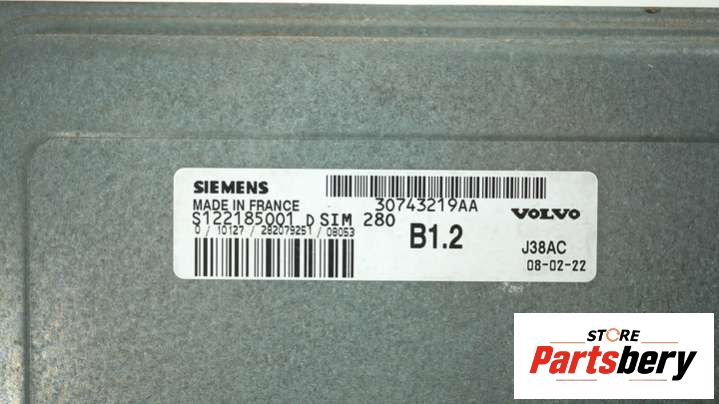 SIEMENS
MADE IN FRANCE
30743219AA
VOLVO
S122185001 D SIM 280
0 / 10127 / 282079251 / 08053
B1.2
J38AC
08-02-22
STORE
Partsbery